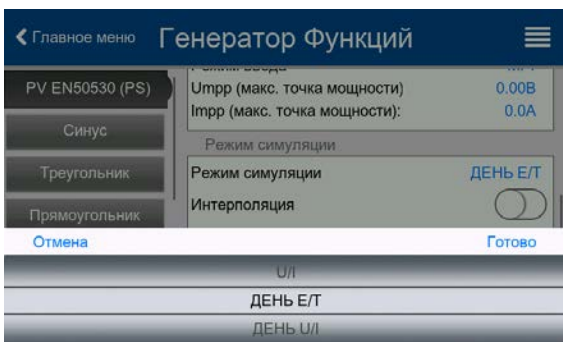 Главное меню
Генератор Функций
PV EN50530 (PS)
Синус
Треугольник
Прямоугольник
Umpp (макс. точка мощности) 0.00В
Impp (макс. точка мощности): 0.0A
Режим симуляции
Режим симуляции ДЕНЬ E/T
Интерполяция
Отмена Готово
U/I
ДЕНЬ E/T
ДЕНЬ U/I